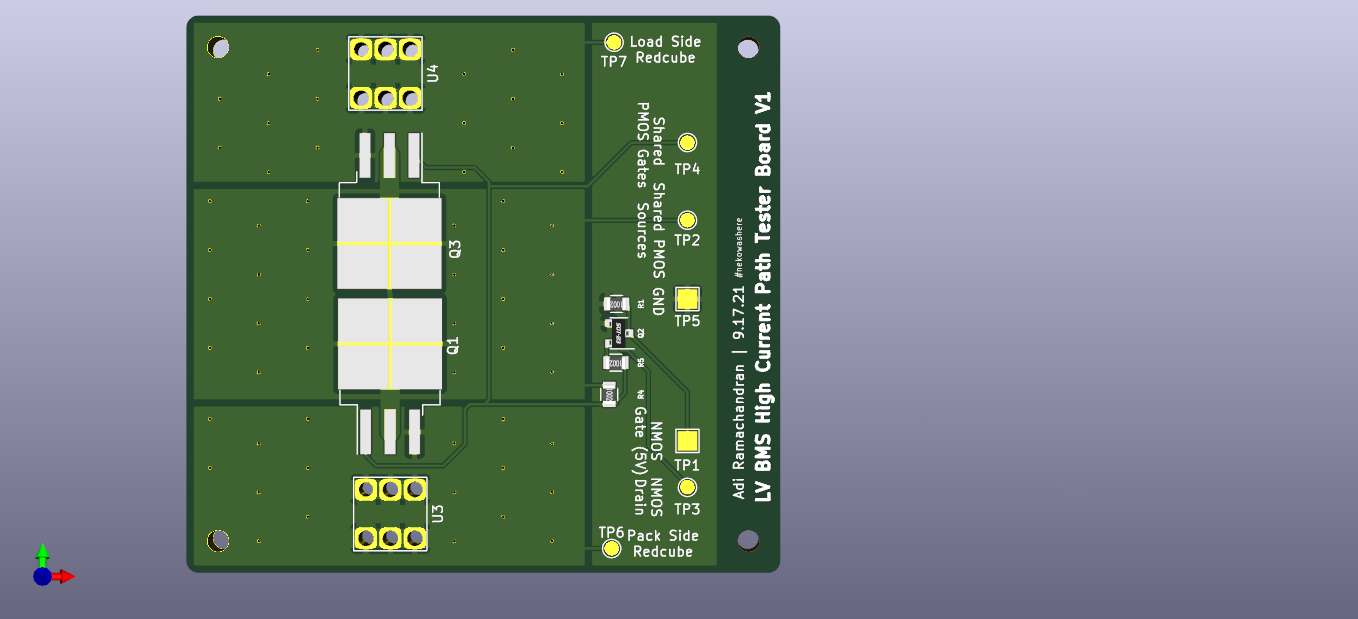 U4
TP7
Load Side
Redcube
Shared
PMOS Gates
TP4
Shared PMOS
Sources
TP2
Q3
GND
TP5
R1
1002
Q2
Q1
R5
1002
R4
NMOS
Gate (5V)
TP1
NMOS
Drain
TP3
U3
TP6
Pack Side
Redcube
Adi Ramachandran | 9.17.21 #nekowashere
LV BMS High Current Path Tester Board V1